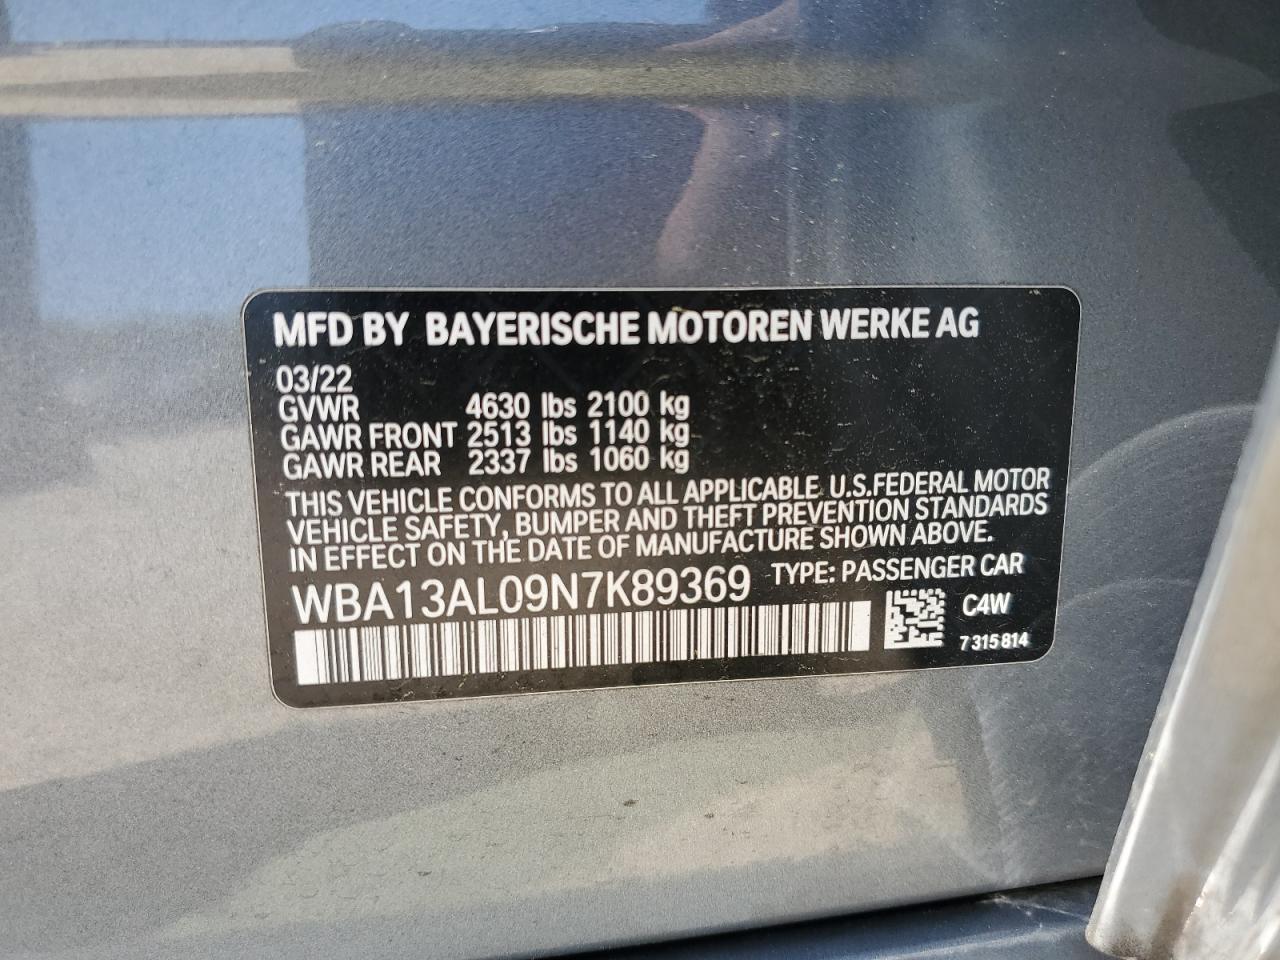 MFD BY BAYERISCHE MOTOREN WERKE AG
03/22
GVWR 4630 lbs 2100 kg
GAWR FRONT 2513 lbs 1140 kg
GAWR REAR 2337 lbs 1060 kg
THIS VEHICLE CONFORMS TO ALL APPLICABLE U.S.FEDERAL MOTOR
VEHICLE SAFETY, BUMPER AND THEFT PREVENTION STANDARDS
IN EFFECT ON THE DATE OF MANUFACTURE SHOWN ABOVE.
WBA13AL09N7K89369 TYPE: PASSENGER CAR
C4W
7 315 814